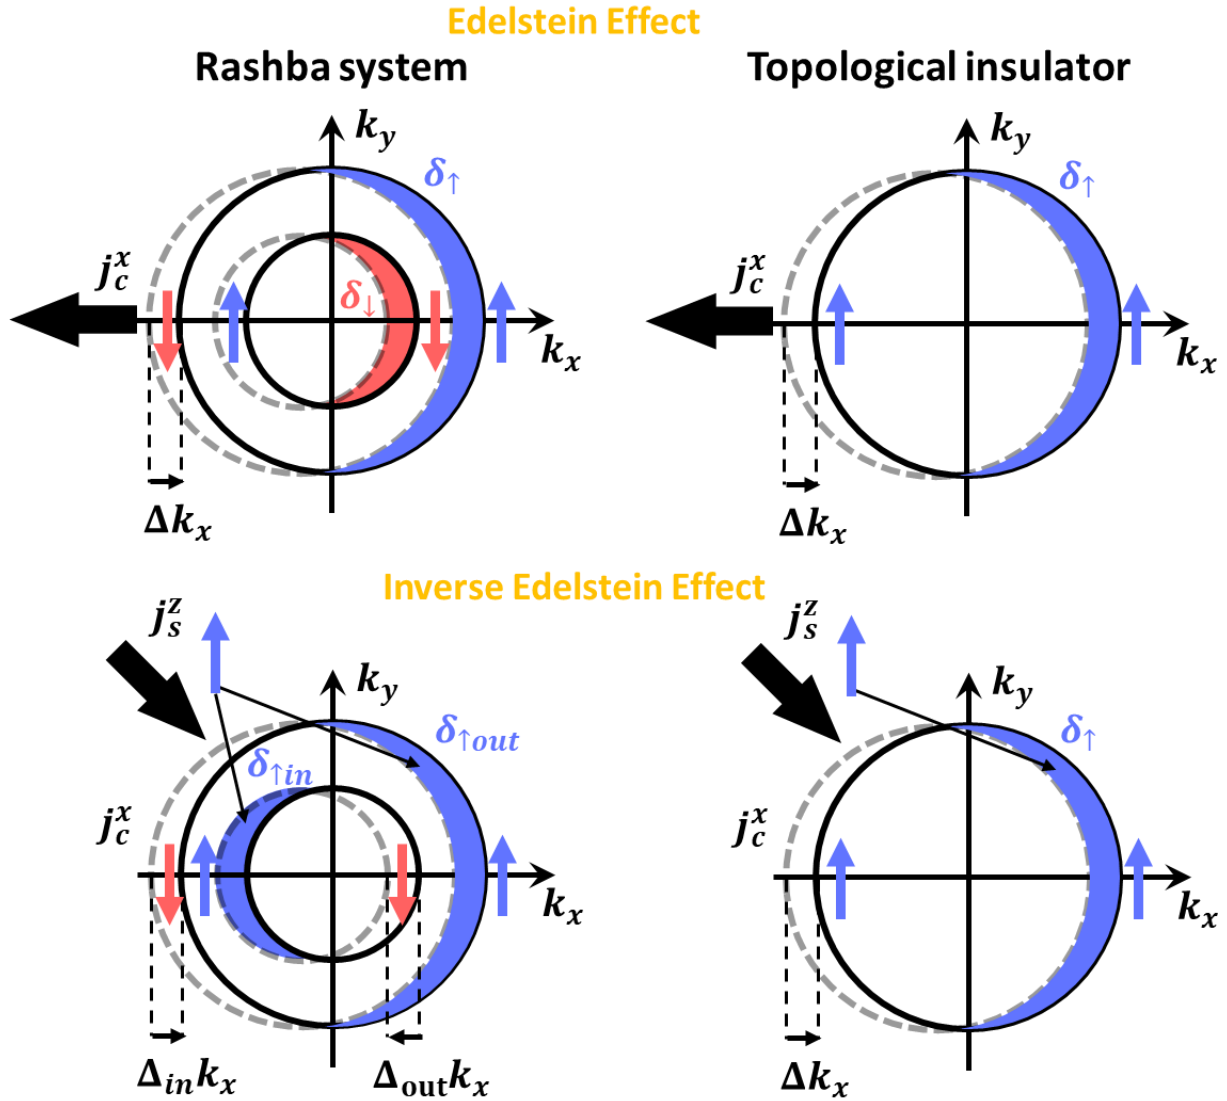 Edelstein Effect
Rashba system
Topological insulator
k_y
δ↑
j_c^x
δ↓
k_x
Δk_x
k_y
δ↑
j_c^x
k_x
Δk_x
Inverse Edelstein Effect
j_s^z
k_y
δ↑out
δ↑in
j_c^x
k_x
Δ_in k_x
Δ_out k_x
j_s^z
k_y
δ↑
j_c^x
k_x
Δk_x